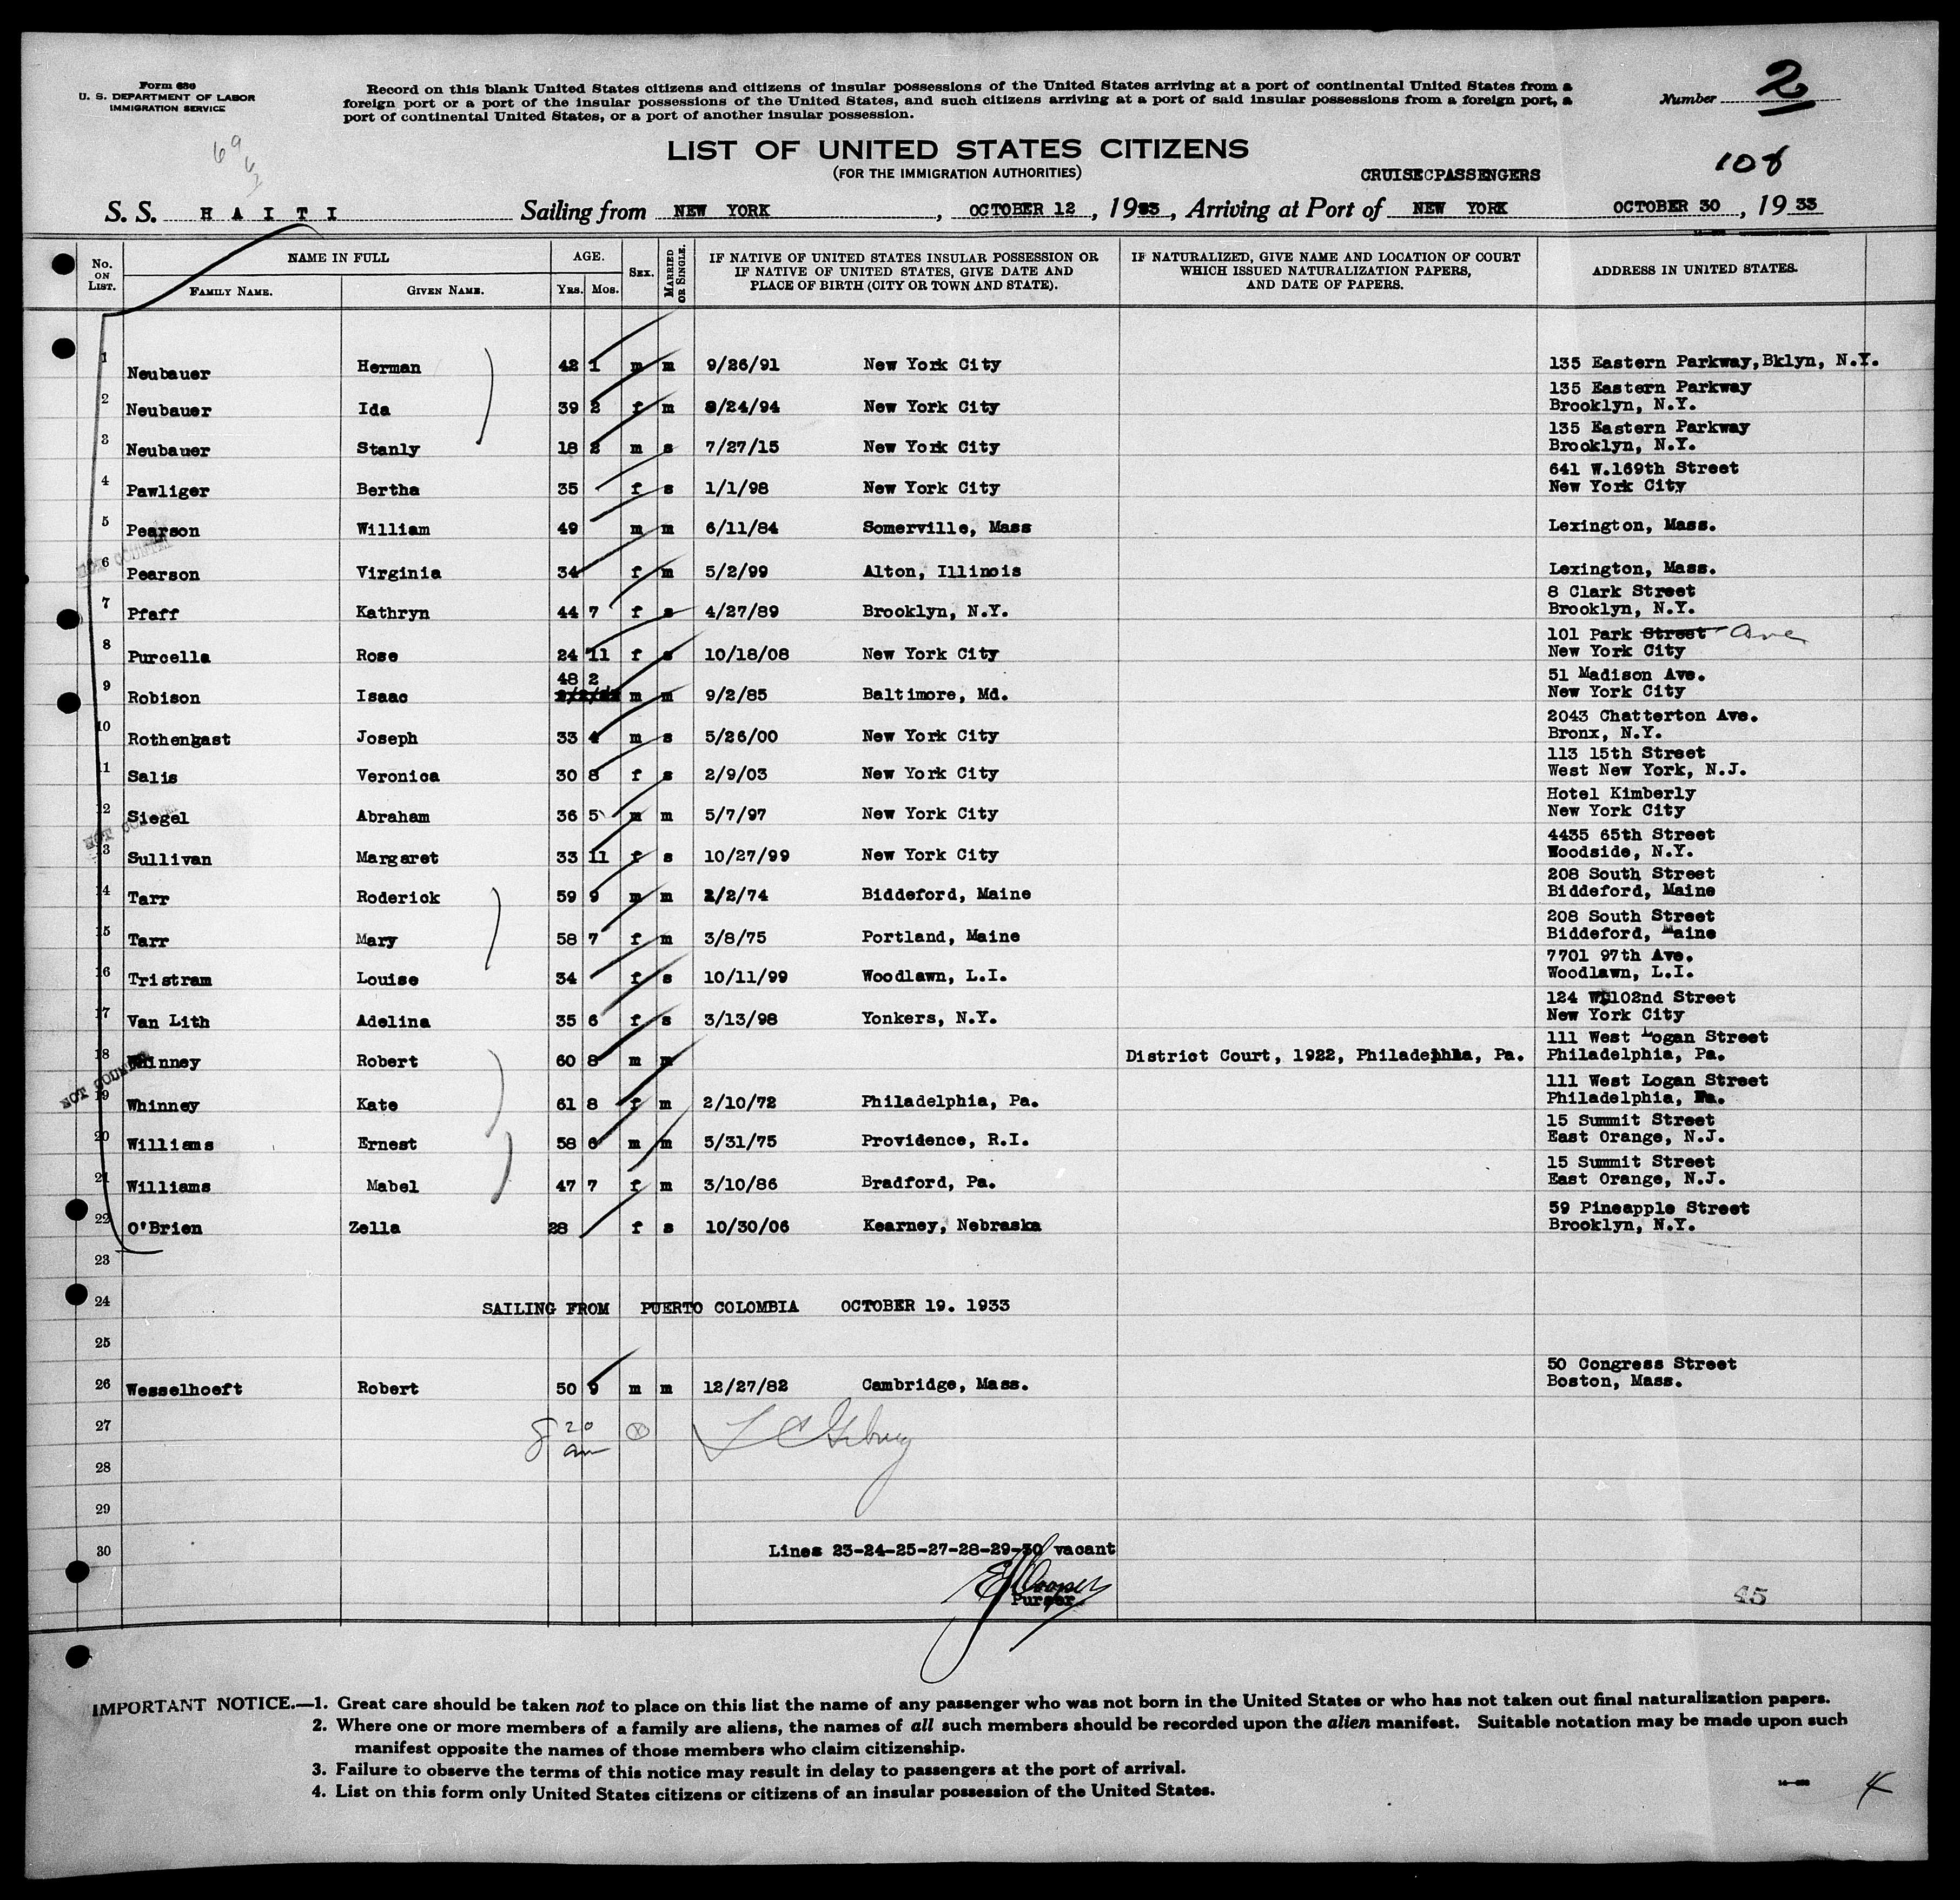 Form 630
U. S. DEPARTMENT OF LABOR
IMMIGRATION SERVICE
Record on this blank United States citizens and citizens of insular possessions of the United States arriving at a port of continental United States from a
foreign port or a port of the insular possessions of the United States, and such citizens arriving at a port of said insular possessions from a foreign port, a
port of continental United States, or a port of another insular possession.
Number 2
LIST OF UNITED STATES CITIZENS
(FOR THE IMMIGRATION AUTHORITIES)
CRUISE PASSENGERS
108
S. S. HAITI Sailing from NEW YORK, OCTOBER 12, 1933, Arriving at Port of NEW YORK OCTOBER 30, 1933
No. ON LIST. NAME IN FULL AGE. SEX. MARRIED OR SINGLE. IF NATIVE OF UNITED STATES INSULAR POSSESSION OR IF NATIVE OF UNITED STATES, GIVE DATE AND PLACE OF BIRTH (CITY OR TOWN AND STATE). IF NATURALIZED, GIVE NAME AND LOCATION OF COURT WHICH ISSUED NATURALIZATION PAPERS, AND DATE OF PAPERS. ADDRESS IN UNITED STATES.
FAMILY NAME. GIVEN NAME. YRS. MOS.
1 Neubauer Herman 42 1 m m 9/26/91 New York City 135 Eastern Parkway, Bklyn, N.Y.
2 Neubauer Ida 39 2 f m 8/24/94 New York City 135 Eastern Parkway Brooklyn, N.Y.
3 Neubauer Stanly 18 2 m s 7/27/15 New York City 135 Eastern Parkway Brooklyn, N.Y.
4 Pawliger Bertha 35 f s 1/1/98 New York City 641 W.169th Street New York City
5 Pearson William 49 m m 6/11/84 Somerville, Mass Lexington, Mass.
6 Pearson Virginia 34 f m 5/2/99 Alton, Illinois Lexington, Mass.
7 Pfaff Kathryn 44 7 f s 4/27/89 Brooklyn, N.Y. 8 Clark Street Brooklyn, N.Y.
8 Purcella Rose 24 11 f s 10/18/08 New York City 101 Park Street Ave New York City
9 Robison Isaac 48 2 m m 9/2/85 Baltimore, Md. 51 Madison Ave. New York City
10 Rothengast Joseph 33 4 m s 5/26/00 New York City 2043 Chatterton Ave. Bronx, N.Y.
11 Salis Veronica 30 8 f s 2/9/03 New York City 113 15th Street West New York, N.J.
12 Siegel Abraham 36 5 m m 5/7/97 New York City Hotel Kimberly New York City
13 Sullivan Margaret 33 11 f s 10/27/99 New York City 4435 65th Street Woodside, N.Y.
14 Tarr Roderick 59 9 m m 2/2/74 Biddeford, Maine 208 South Street Biddeford, Maine
15 Tarr Mary 58 7 f m 3/8/75 Portland, Maine 208 South Street Biddeford, Maine
16 Tristram Louise 34 f s 10/11/99 Woodlawn, L.I. 7701 97th Ave. Woodlawn, L.I.
17 Van Lith Adelina 35 6 f s 3/13/98 Yonkers, N.Y. 124 W 102nd Street New York City
18 Whinney Robert 60 8 m m District Court, 1922, Philadelphia, Pa. 111 West Logan Street Philadelphia, Pa.
19 Whinney Kate 61 8 f m 2/10/72 Philadelphia, Pa. 111 West Logan Street Philadelphia, Pa.
20 Williams Ernest 58 6 m m 5/31/75 Providence, R.I. 15 Summit Street East Orange, N.J.
21 Williams Mabel 47 7 f m 3/10/86 Bradford, Pa. 15 Summit Street East Orange, N.J.
22 O'Brien Zella 28 f s 10/30/06 Kearney, Nebraska 59 Pineapple Street Brooklyn, N.Y.
23
24 SAILING FROM PUERTO COLOMBIA OCTOBER 19. 1933
25
26 Wesselhoeft Robert 50 9 m m 12/27/82 Cambridge, Mass. 50 Congress Street Boston, Mass.
27 8 20 am
28
29
30 Lines 23-24-25-27-28-29-30 vacant
Cooper
Purser
45
IMPORTANT NOTICE.—1. Great care should be taken not to place on this list the name of any passenger who was not born in the United States or who has not taken out final naturalization papers.
2. Where one or more members of a family are aliens, the names of all such members should be recorded upon the alien manifest. Suitable notation may be made upon such
manifest opposite the names of those members who claim citizenship.
3. Failure to observe the terms of this notice may result in delay to passengers at the port of arrival.
4. List on this form only United States citizens or citizens of an insular possession of the United States.
4